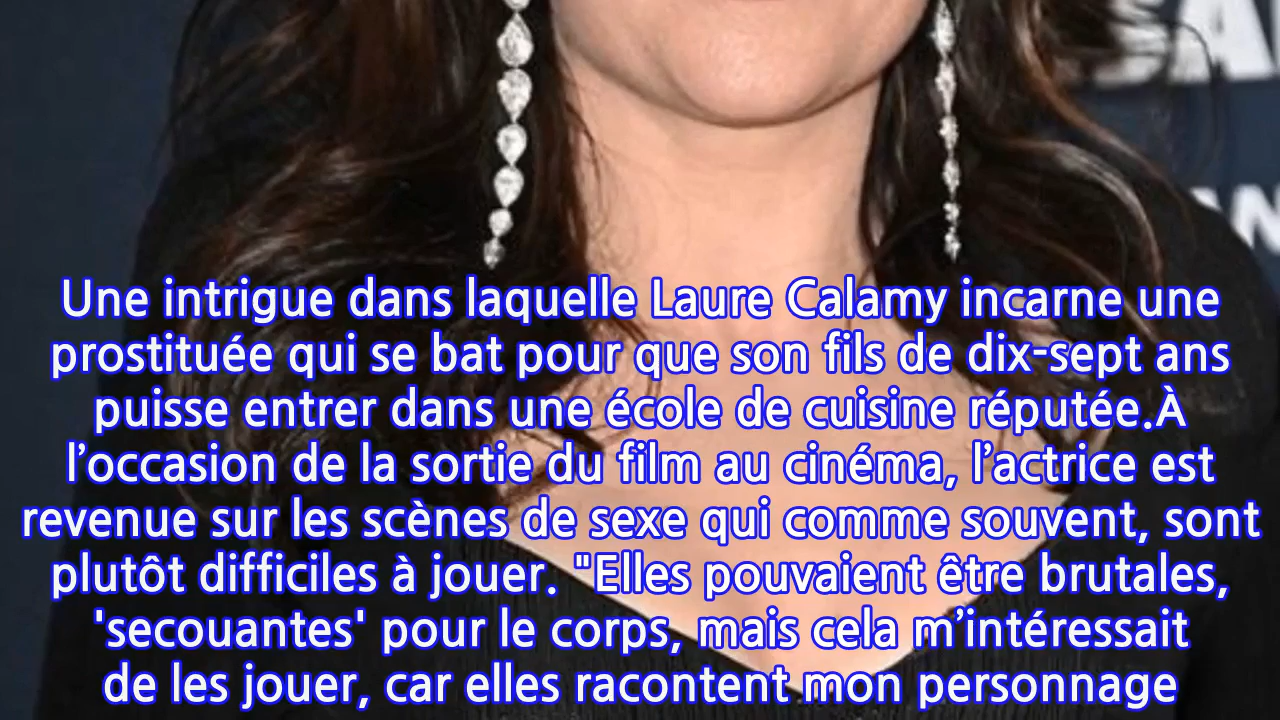 Une intrigue dans laquelle Laure Calamy incarne une
prostituée qui se bat pour que son fils de dix-sept ans
puisse entrer dans une école de cuisine réputée.À
l’occasion de la sortie du film au cinéma, l’actrice est
revenue sur les scènes de sexe qui comme souvent, sont
plutôt difficiles à jouer. "Elles pouvaient être brutales,
'secouantes' pour le corps, mais cela m’intéressait
de les jouer, car elles racontent mon personnage